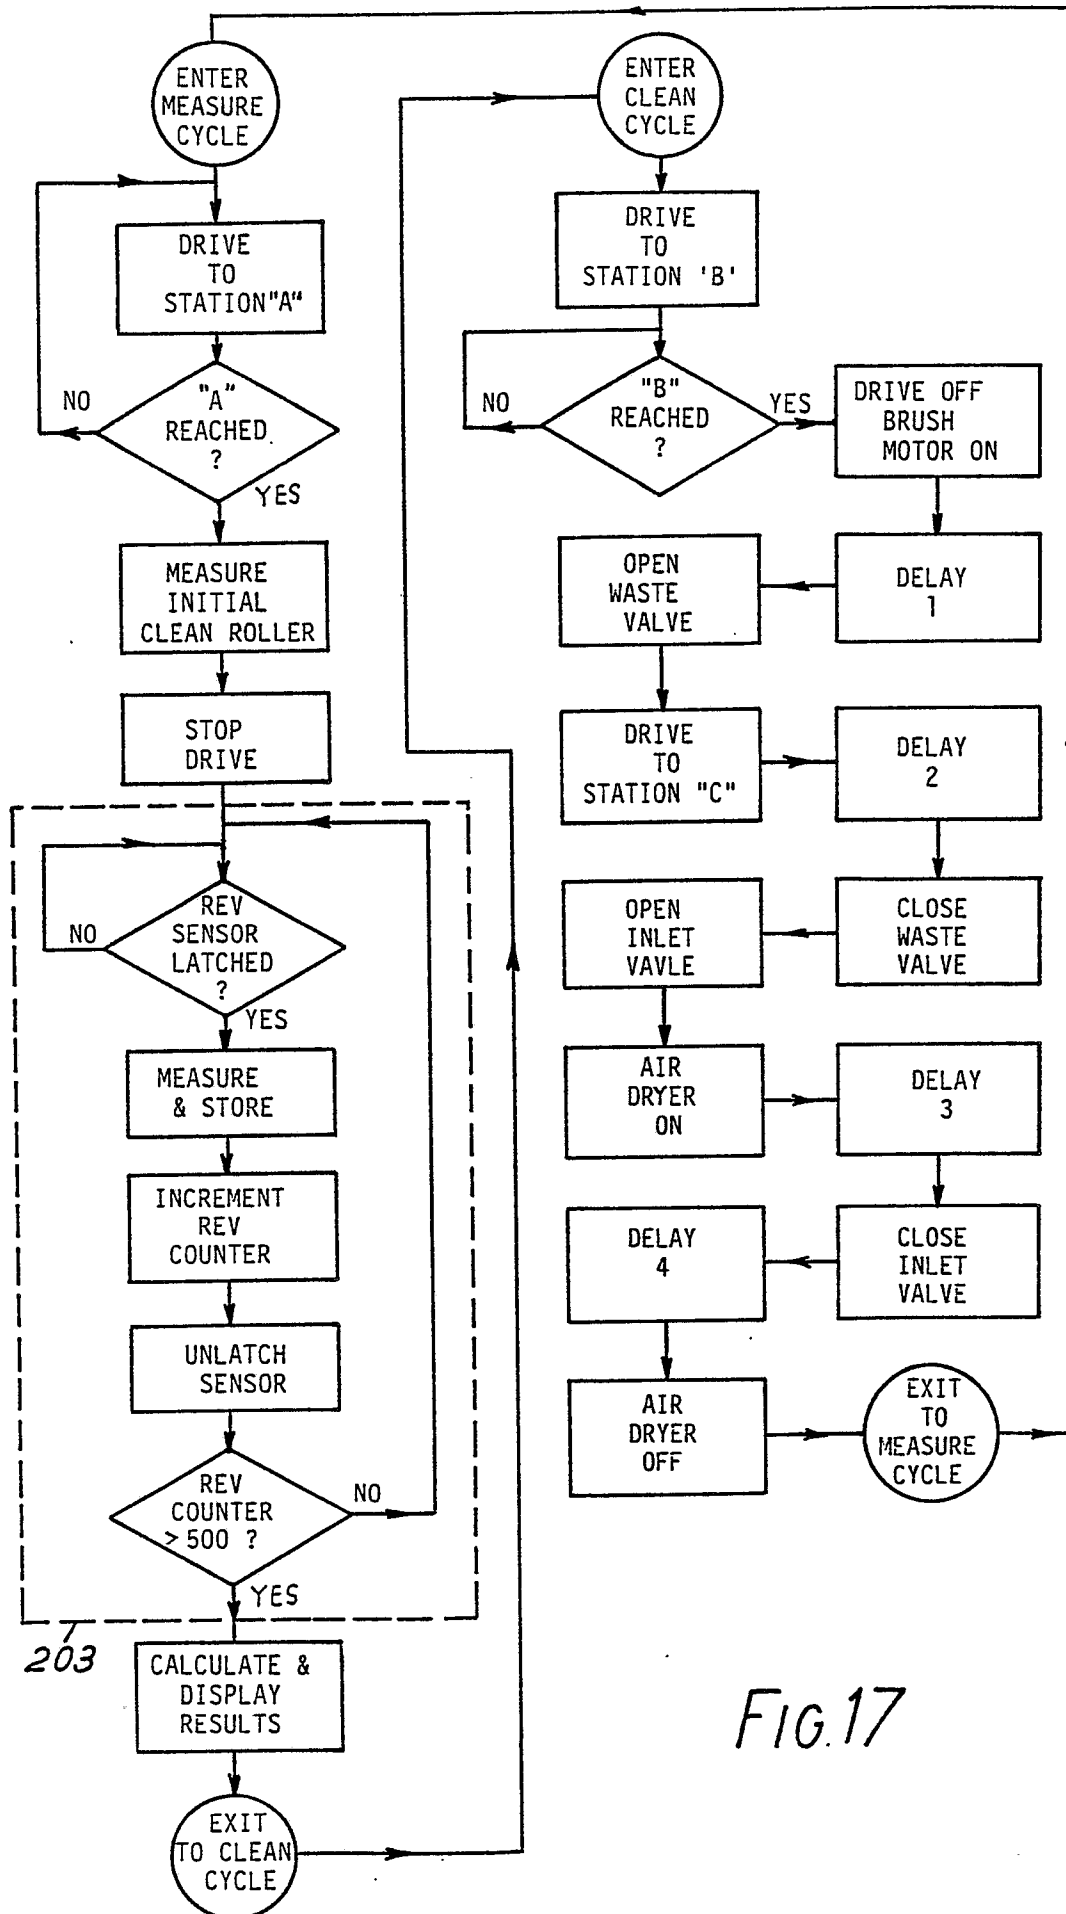 ENTER
MEASURE
CYCLE
DRIVE
TO
STATION"A"
"A"
REACHED
?
NO
YES
MEASURE
INITIAL
CLEAN ROLLER
STOP
DRIVE
REV
SENSOR
LATCHED
?
NO
YES
MEASURE
& STORE
INCREMENT
REV
COUNTER
UNLATCH
SENSOR
REV
COUNTER
>500 ?
NO
YES
203
CALCULATE &
DISPLAY
RESULTS
EXIT
TO CLEAN
CYCLE
ENTER
CLEAN
CYCLE
DRIVE
TO
STATION 'B'
"B"
REACHED
?
NO
YES
DRIVE OFF
BRUSH
MOTOR ON
DELAY
1
OPEN
WASTE
VALVE
DRIVE
TO
STATION "C"
DELAY
2
CLOSE
WASTE
VALVE
OPEN
INLET
VAVLE
AIR
DRYER
ON
DELAY
3
CLOSE
INLET
VALVE
DELAY
4
AIR
DRYER
OFF
EXIT
TO
MEASURE
CYCLE
FIG.17